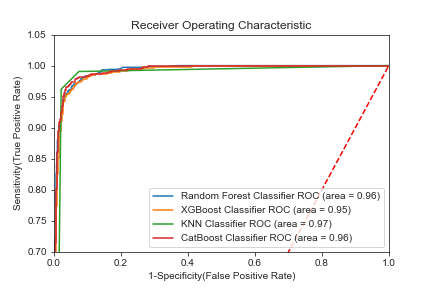 Receiver Operating Characteristic
1.05
1.00
0.95
0.90
0.85
0.80
0.75
0.70
Sensitivity(True Positive Rate)
Random Forest Classifier ROC (area = 0.96)
XGBoost Classifier ROC (area = 0.95)
KNN Classifier ROC (area = 0.97)
CatBoost Classifier ROC (area = 0.96)
0.0 0.2 0.4 0.6 0.8 1.0
1-Specificity(False Positive Rate)